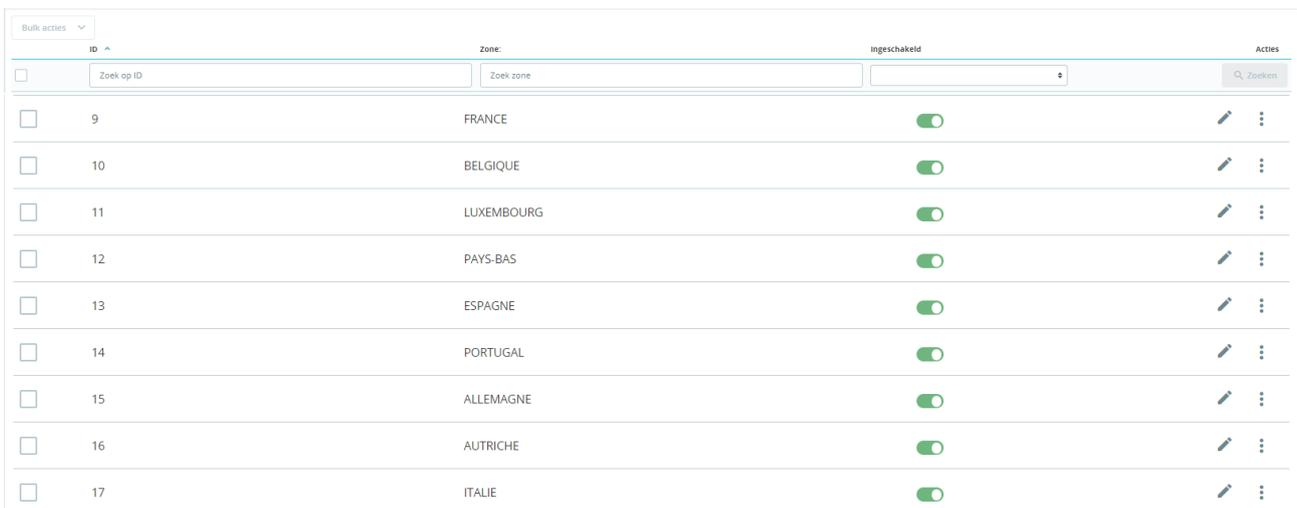 Bulk acties
ID Zone: Ingeschakeld Acties
Zoek op ID Zoek zone Zoeken
9 FRANCE
10 BELGIQUE
11 LUXEMBOURG
12 PAYS-BAS
13 ESPAGNE
14 PORTUGAL
15 ALLEMAGNE
16 AUTRICHE
17 ITALIE